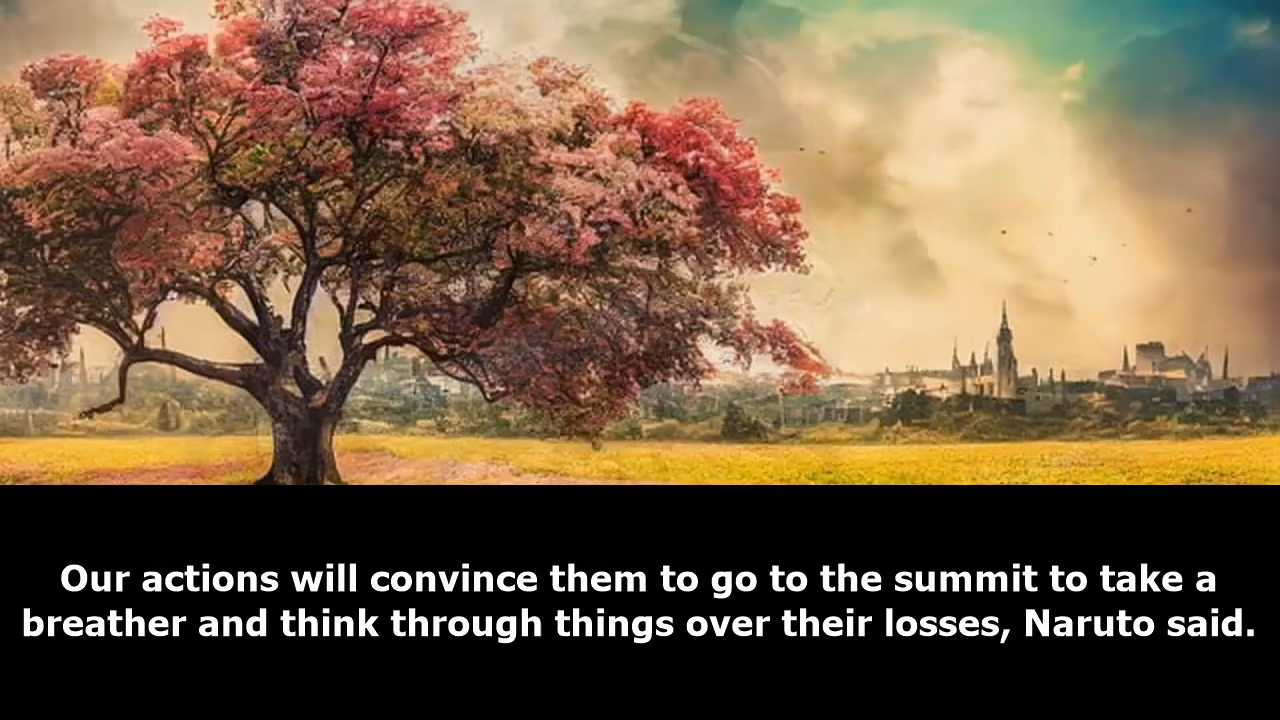 Our actions will convince them to go to the summit to take a
breather and think through things over their losses, Naruto said.